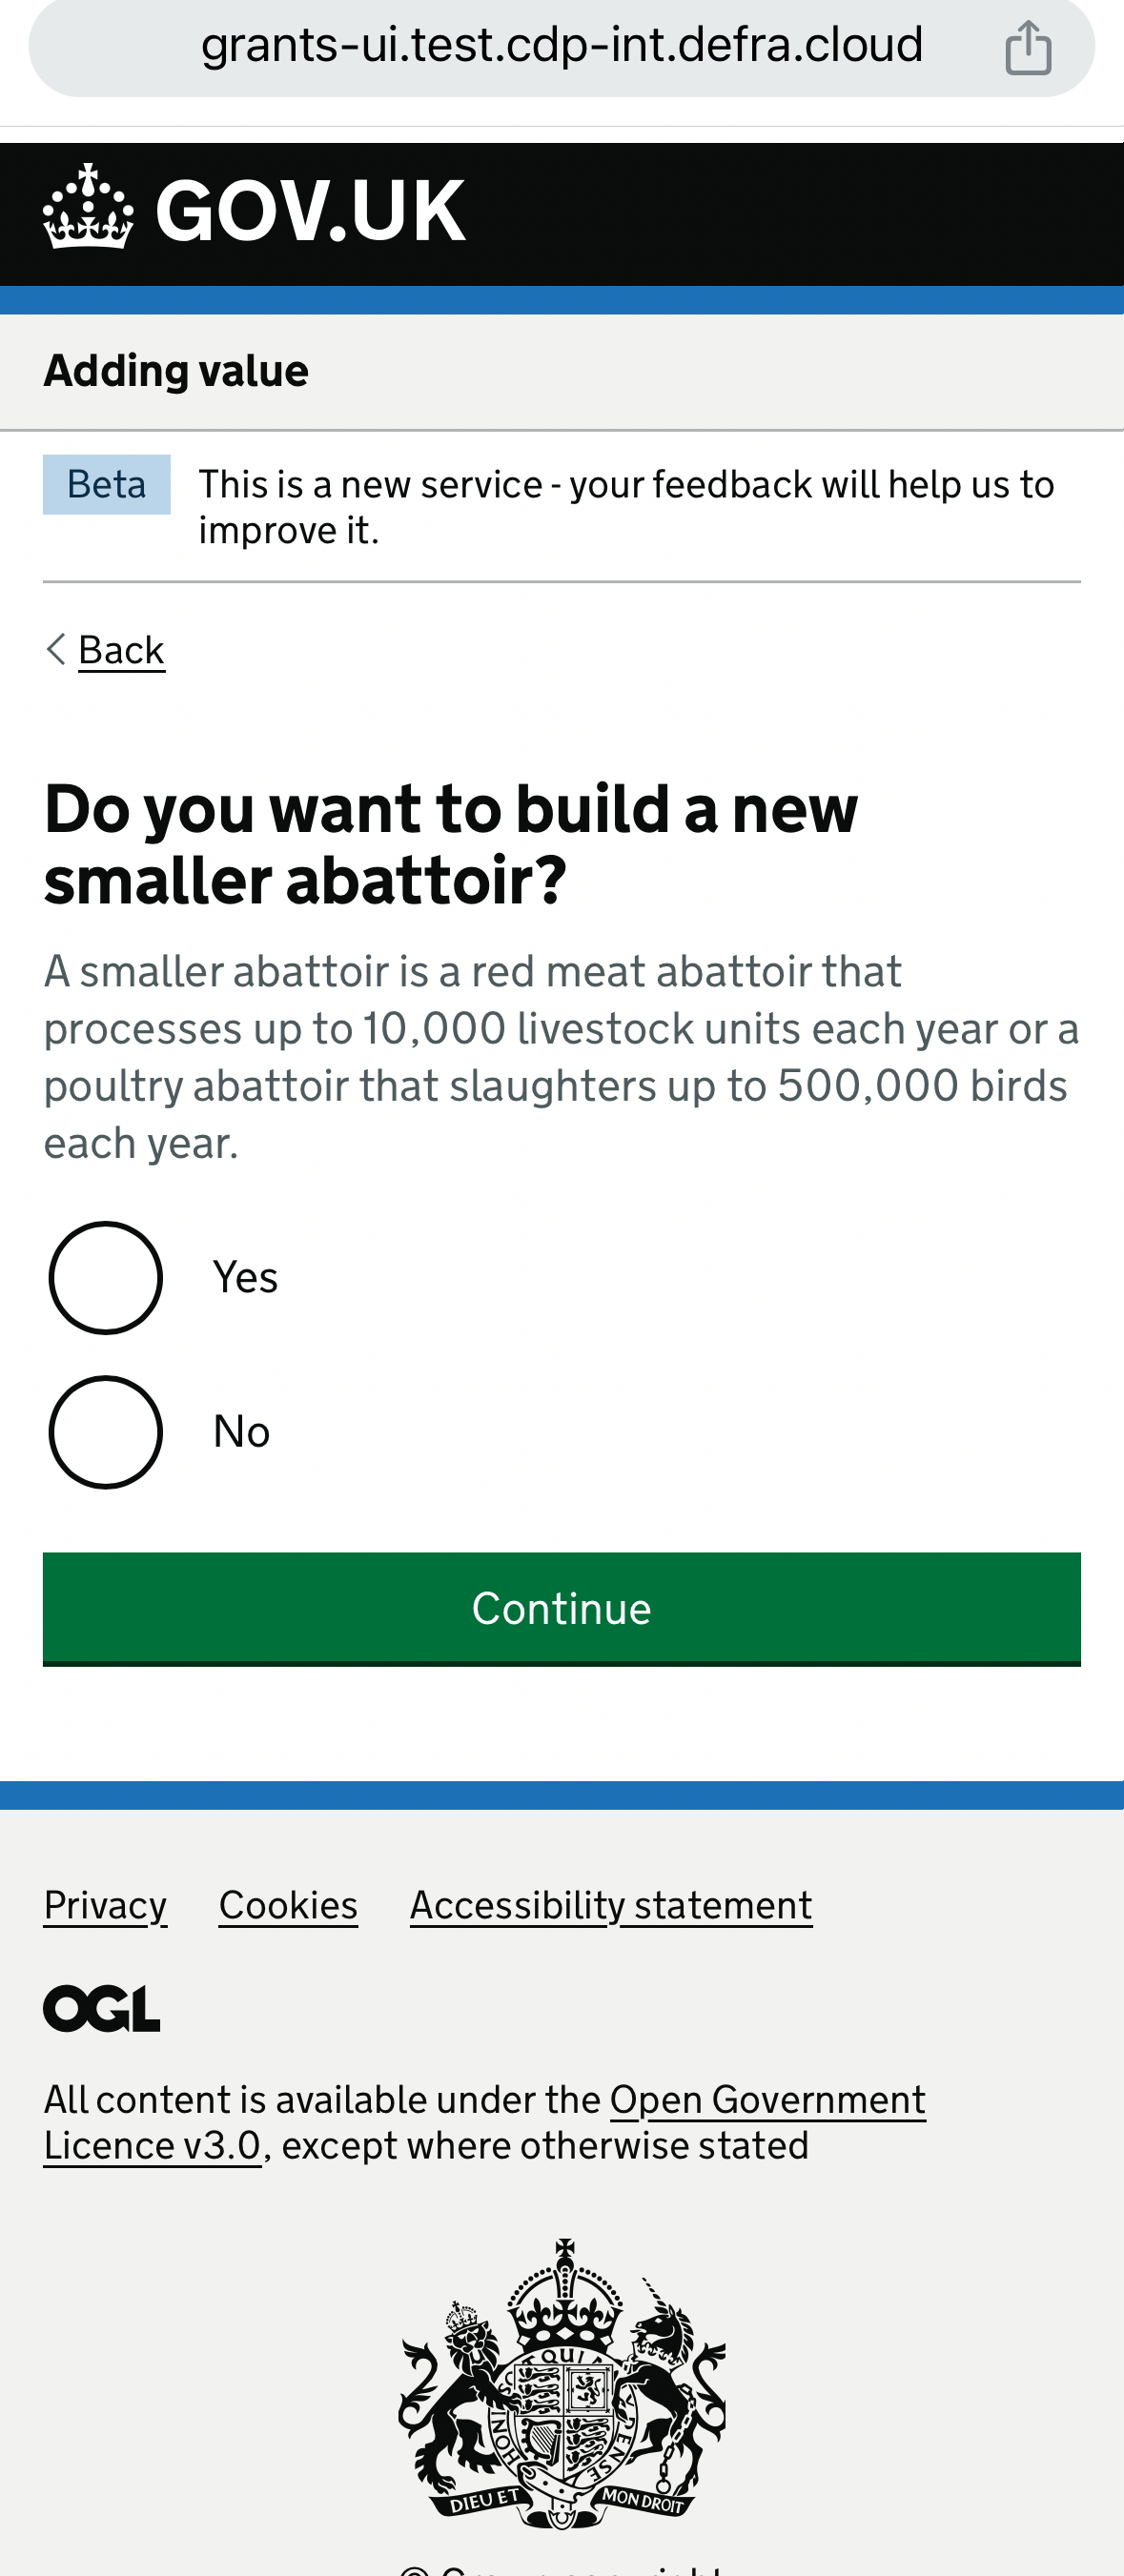 grants-ui.test.cdp-int.defra.cloud
GOV.UK
Adding value
Beta
This is a new service - your feedback will help us to
improve it.
Back
Do you want to build a new
smaller abattoir?
A smaller abattoir is a red meat abattoir that
processes up to 10,000 livestock units each year or a
poultry abattoir that slaughters up to 500,000 birds
each year.
Yes
No
Continue
Privacy Cookies Accessibility statement
OGL
All content is available under the Open Government
Licence v3.0, except where otherwise stated
QUI
HONI
PENSE
DIEU ET MON DROIT